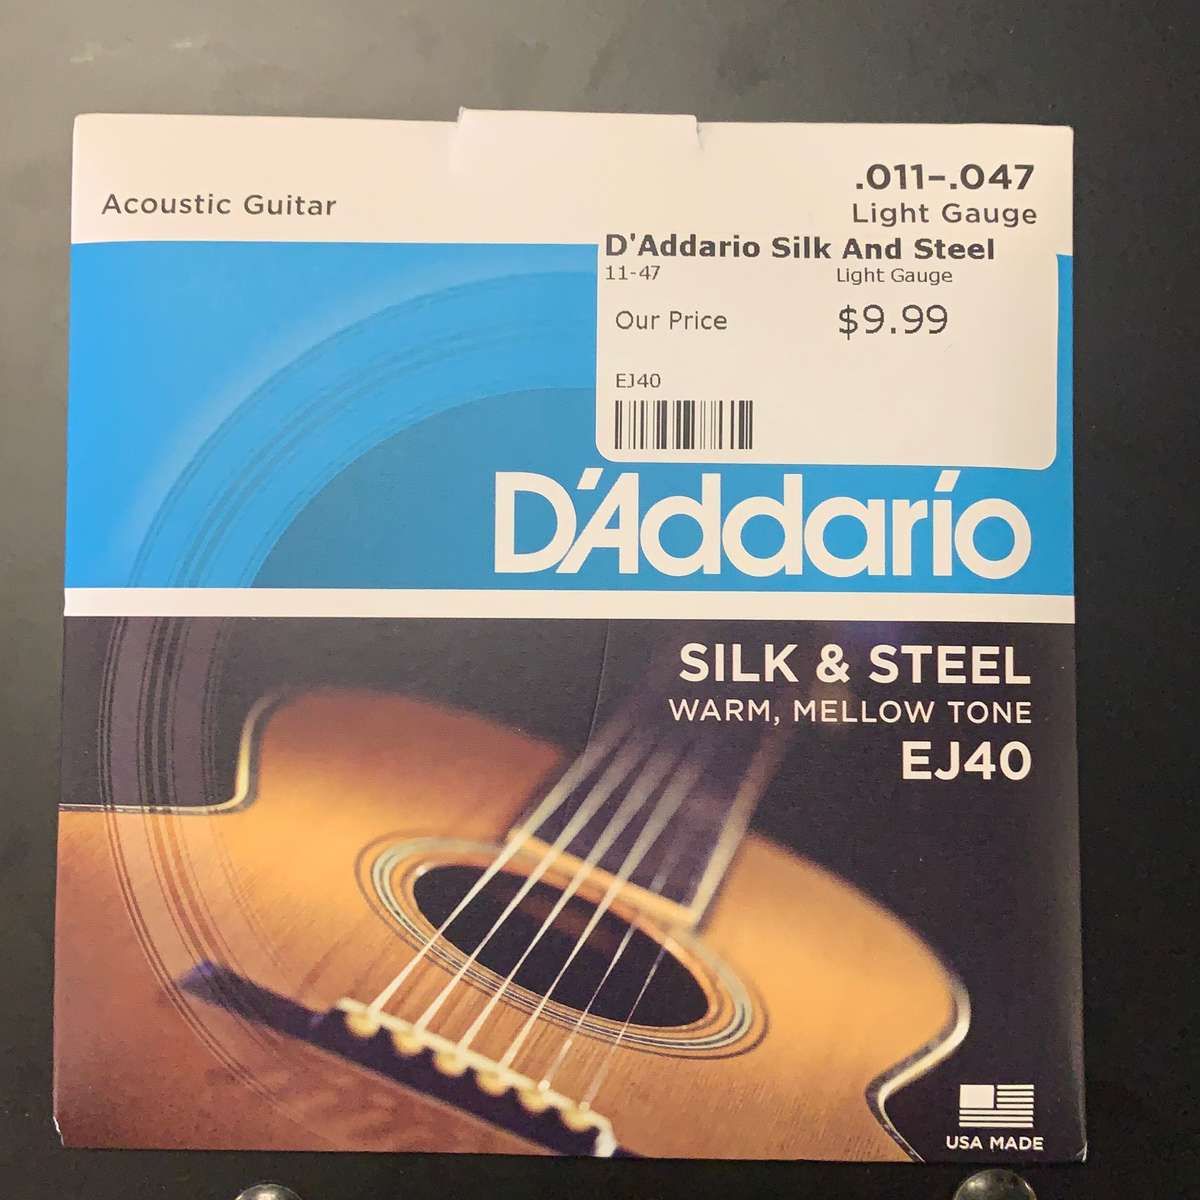 Acoustic Guitar
.011–.047
Light Gauge
D'Addario Silk And Steel
11-47 Light Gauge
Our Price $9.99
EJ40
D'Addario
SILK & STEEL
WARM, MELLOW TONE
EJ40
USA MADE